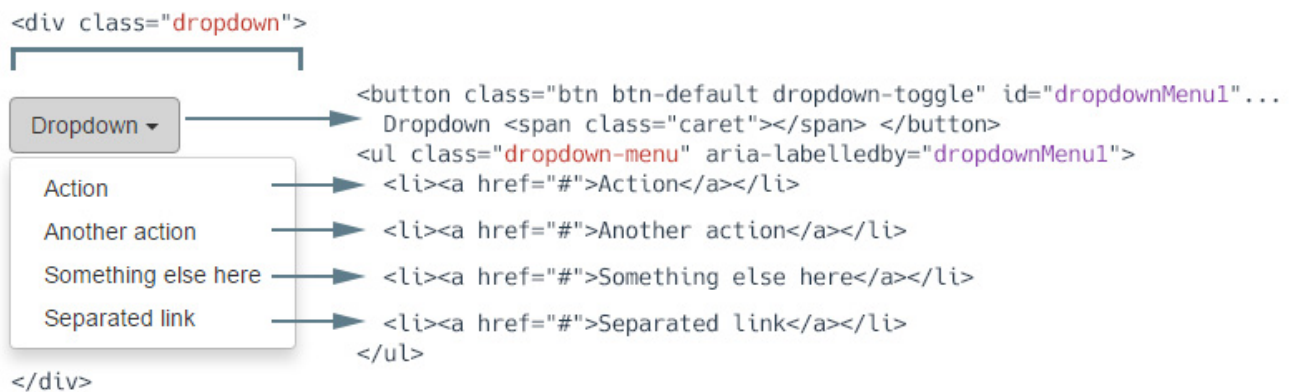 <div class="dropdown">
<button class="btn btn-default dropdown-toggle" id="dropdownMenu1"...
Dropdown
Dropdown <span class="caret"></span> </button>
<ul class="dropdown-menu" aria-labelledby="dropdownMenu1">
Action
<li><a href="#">Action</a></li>
Another action
<li><a href="#">Another action</a></li>
Something else here
<li><a href="#">Something else here</a></li>
Separated link
<li><a href="#">Separated link</a></li>
</ul>
</div>